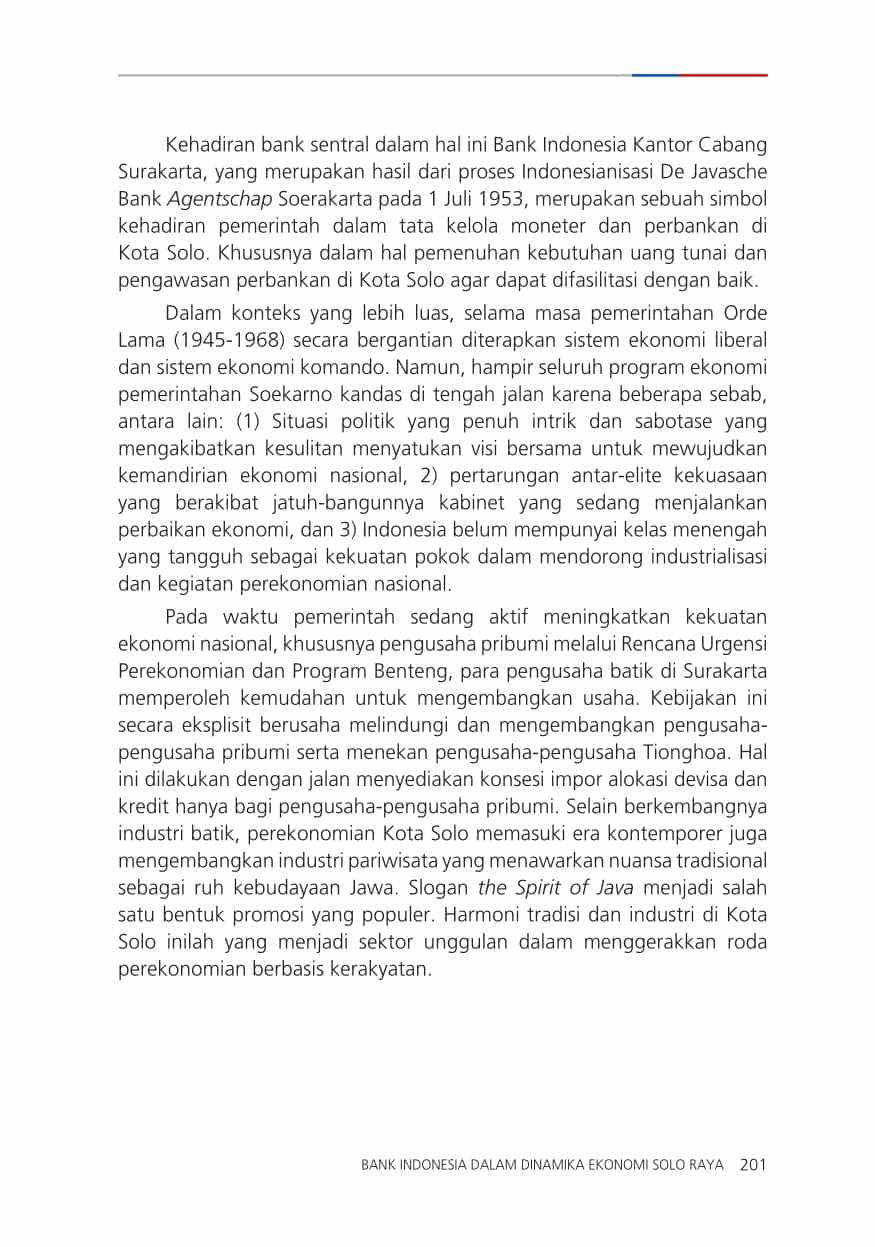 Kehadiran bank sentral dalam hal ini Bank Indonesia Kantor Cabang
Surakarta, yang merupakan hasil dari proses Indonesianisasi De Javasche
Bank Agentschap Soerakarta pada 1 Juli 1953, merupakan sebuah simbol
kehadiran pemerintah dalam tata kelola moneter dan perbankan di
Kota Solo. Khususnya dalam hal pemenuhan kebutuhan uang tunai dan
pengawasan perbankan di Kota Solo agar dapat difasilitasi dengan baik.
Dalam konteks yang lebih luas, selama masa pemerintahan Orde
Lama (1945-1968) secara bergantian diterapkan sistem ekonomi liberal
dan sistem ekonomi komando. Namun, hampir seluruh program ekonomi
pemerintahan Soekarno kandas di tengah jalan karena beberapa sebab,
antara lain: (1) Situasi politik yang penuh intrik dan sabotase yang
mengakibatkan kesulitan menyatukan visi bersama untuk mewujudkan
kemandirian ekonomi nasional, 2) pertarungan antar-elite kekuasaan
yang berakibat jatuh-bangunnya kabinet yang sedang menjalankan
perbaikan ekonomi, dan 3) Indonesia belum mempunyai kelas menengah
yang tangguh sebagai kekuatan pokok dalam mendorong industrialisasi
dan kegiatan perekonomian nasional.
Pada waktu pemerintah sedang aktif meningkatkan kekuatan
ekonomi nasional, khususnya pengusaha pribumi melalui Rencana Urgensi
Perekonomian dan Program Benteng, para pengusaha batik di Surakarta
memperoleh kemudahan untuk mengembangkan usaha. Kebijakan ini
secara eksplisit berusaha melindungi dan mengembangkan pengusaha-
pengusaha pribumi serta menekan pengusaha-pengusaha Tionghoa. Hal
ini dilakukan dengan jalan menyediakan konsesi impor alokasi devisa dan
kredit hanya bagi pengusaha-pengusaha pribumi. Selain berkembangnya
industri batik, perekonomian Kota Solo memasuki era kontemporer juga
mengembangkan industri pariwisata yang menawarkan nuansa tradisional
sebagai ruh kebudayaan Jawa. Slogan the Spirit of Java menjadi salah
satu bentuk promosi yang populer. Harmoni tradisi dan industri di Kota
Solo inilah yang menjadi sektor unggulan dalam menggerakkan roda
perekonomian berbasis kerakyatan.
BANK INDONESIA DALAM DINAMIKA EKONOMI SOLO RAYA 201